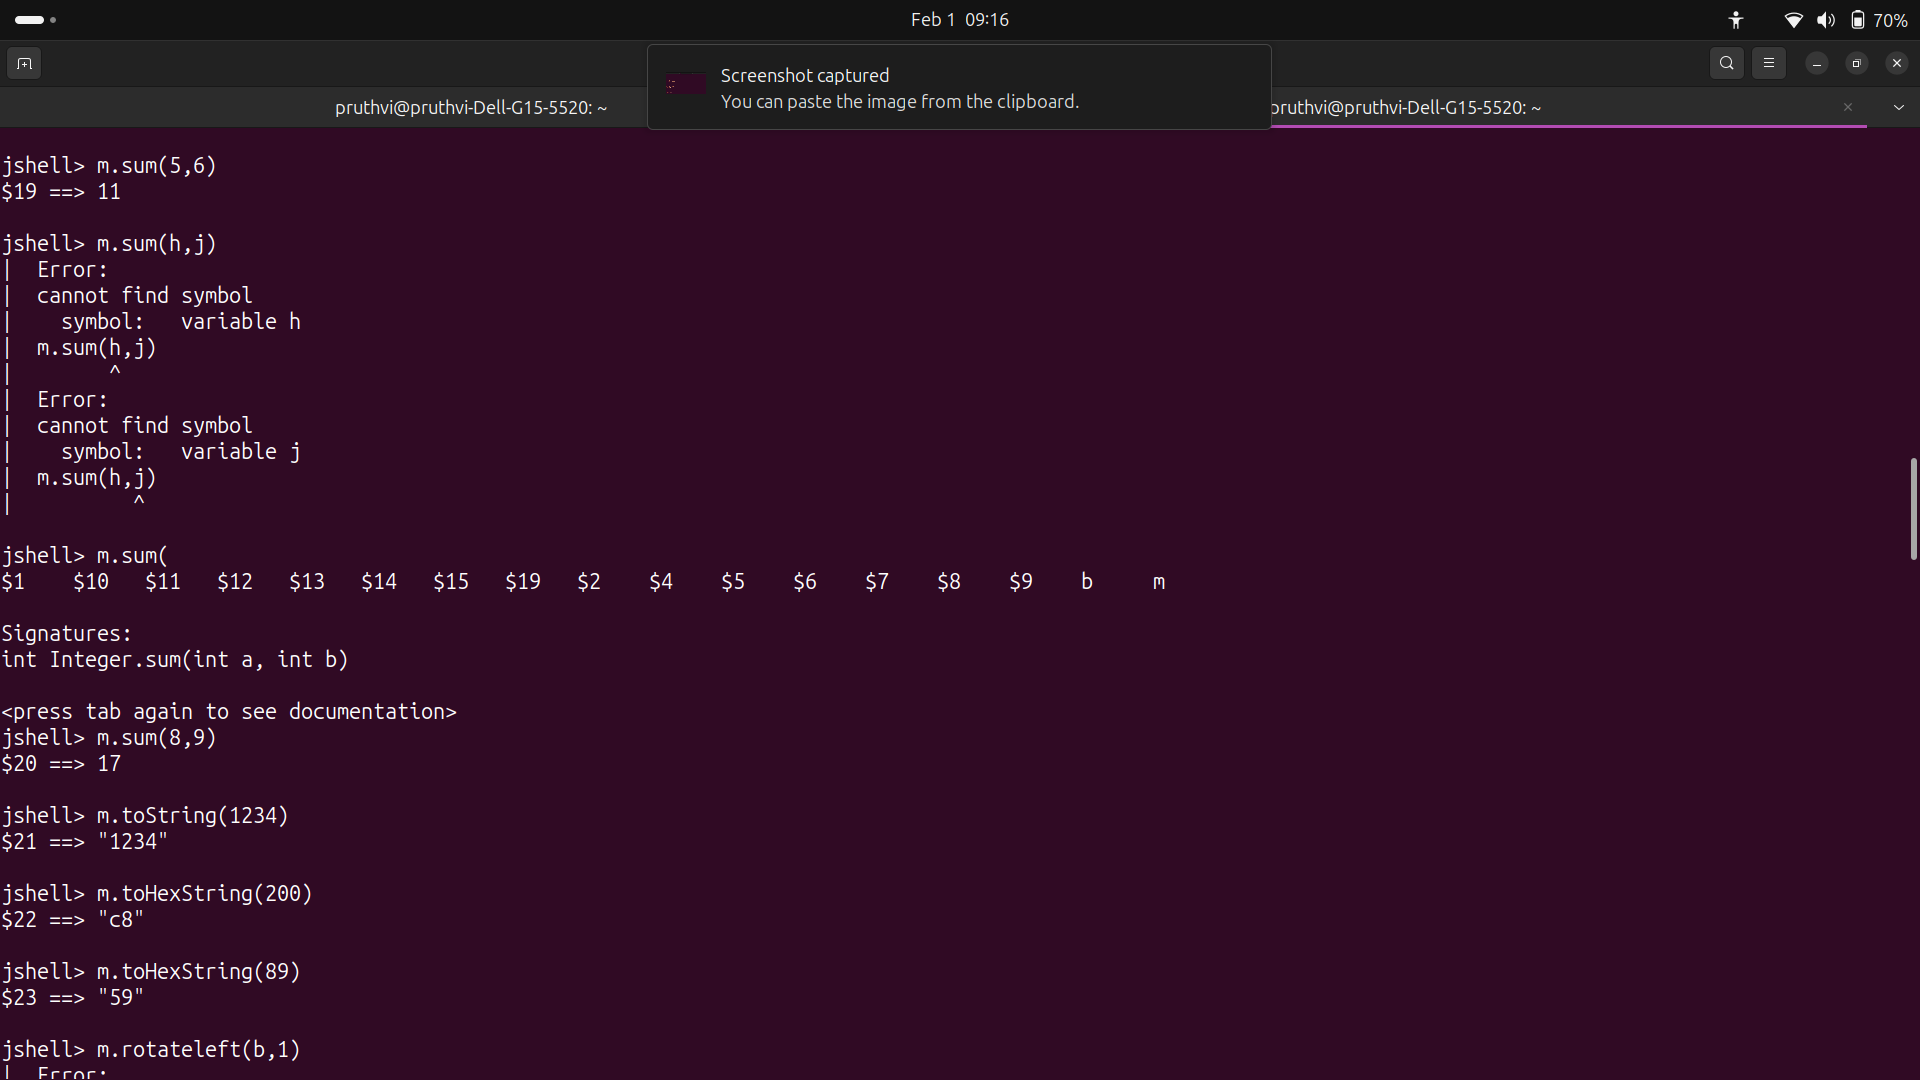 Feb 1 09:16
70%
Screenshot captured
You can paste the image from the clipboard.
pruthvi@pruthvi-Dell-G15-5520: ~
pruthvi@pruthvi-Dell-G15-5520: ~
jshell> m.sum(5,6)
$19 ==> 11
jshell> m.sum(h,j)
|  Error:
|  cannot find symbol
|    symbol:   variable h
|  m.sum(h,j)
|        ^
|  Error:
|  cannot find symbol
|    symbol:   variable j
|  m.sum(h,j)
|          ^
jshell> m.sum(
$1    $10   $11   $12   $13   $14   $15   $19   $2    $4    $5    $6    $7    $8    $9    b     m
Signatures:
int Integer.sum(int a, int b)
<press tab again to see documentation>
jshell> m.sum(8,9)
$20 ==> 17
jshell> m.toString(1234)
$21 ==> "1234"
jshell> m.toHexString(200)
$22 ==> "c8"
jshell> m.toHexString(89)
$23 ==> "59"
jshell> m.rotateleft(b,1)
|  Error: